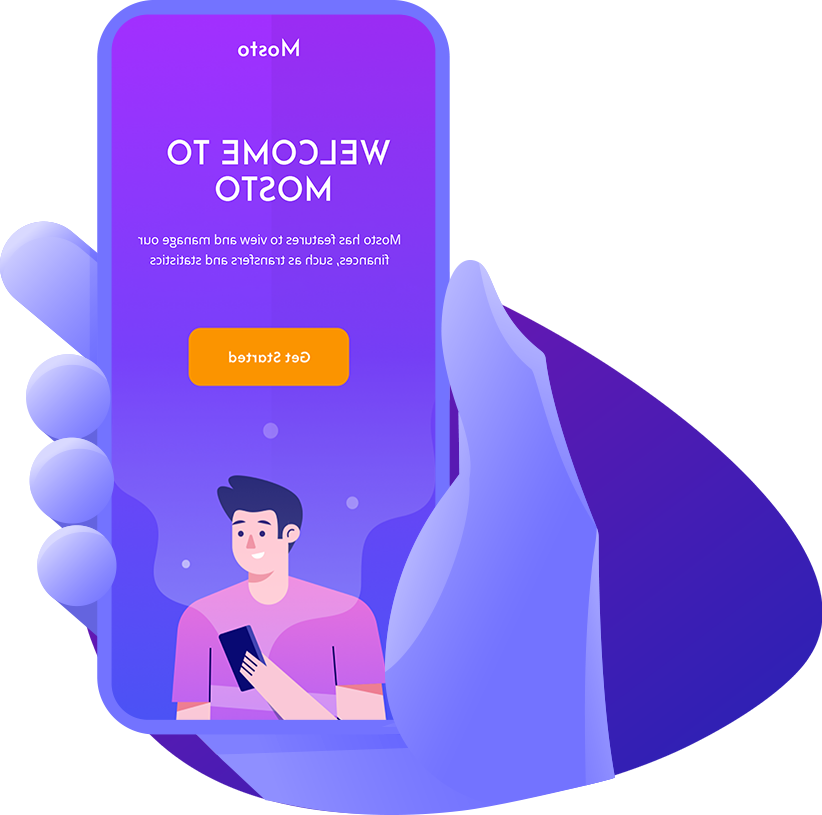 Mosto
WELCOME TO
MOSTO
Mosto has features to view and manage our
finances, such as transfers and statistics
Get Started